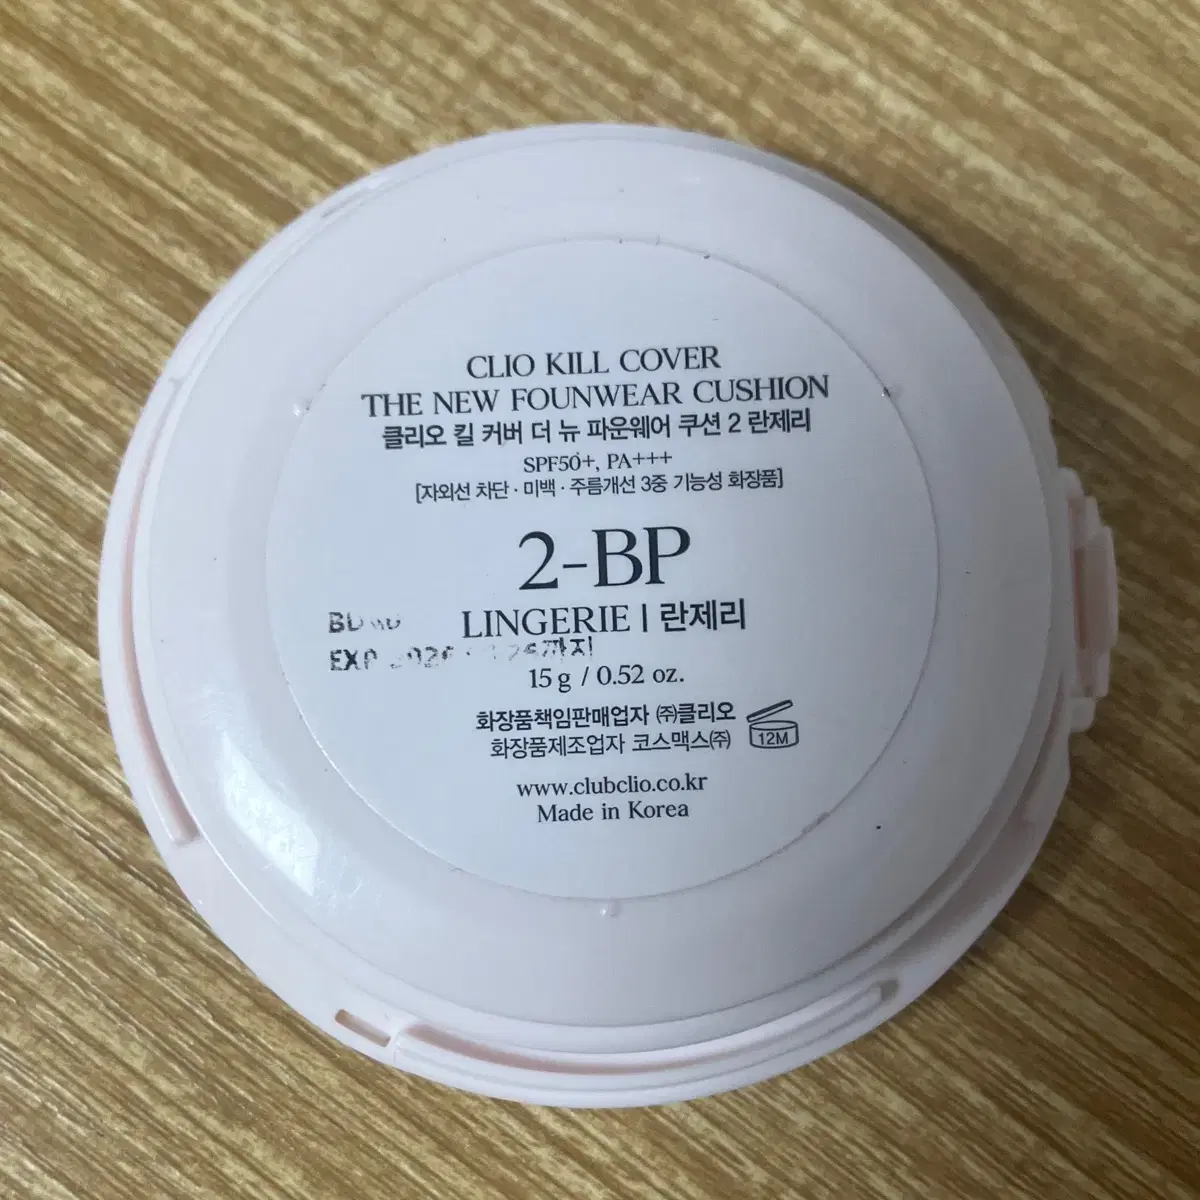 CLIO KILL COVER
THE NEW FOUNWEAR CUSHION
클리오 킬 커버 더 뉴 파운웨어 쿠션 2 란제리
SPF50+, PA+++
[자외선 차단 · 미백 · 주름개선 3중 기능성 화장품]
2-BP
LINGERIE | 란제리
EXP
15 g / 0.52 oz.
화장품책임판매업자 ㈜클리오
화장품제조업자 코스맥스㈜
12M
www.clubclio.co.kr
Made in Korea